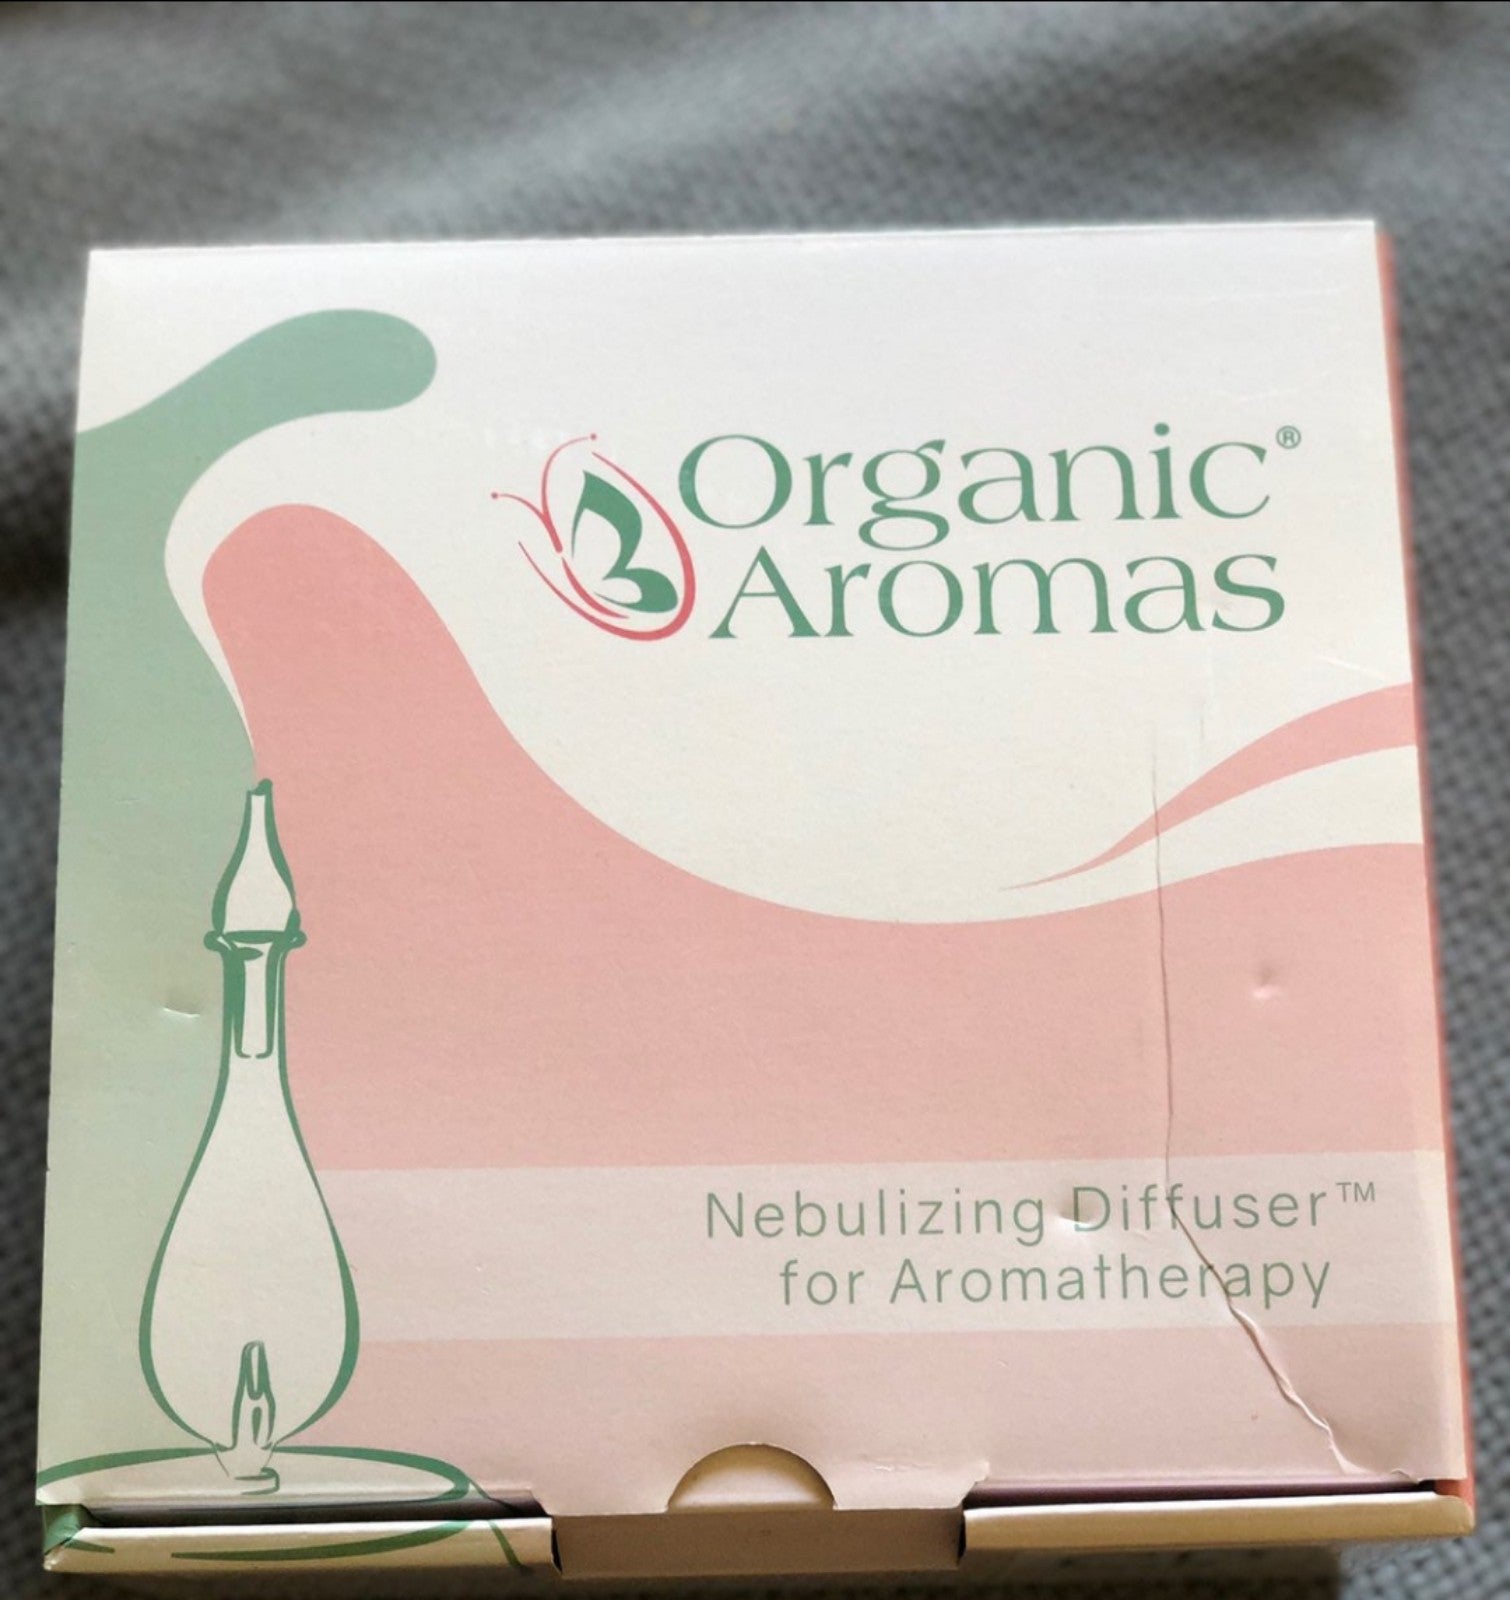 Organic®
Aromas
Nebulizing Diffuser™
for Aromatherapy